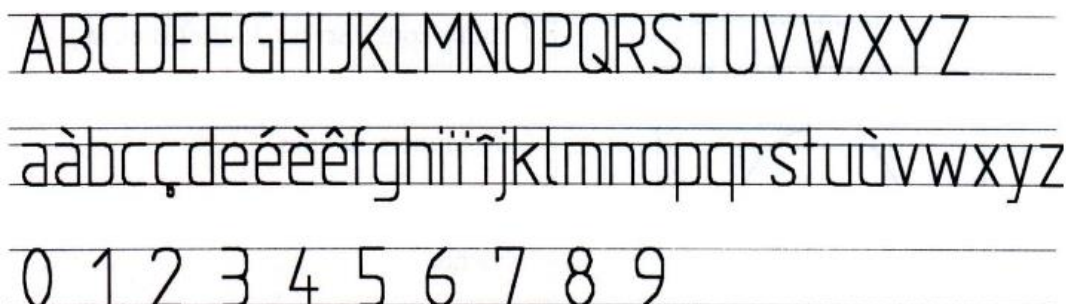 ABCDEFGHIJKLMNOPQRSTUVWXYZ
aàbcçdeéèêfghiïîjklmnopqrstuùvwxyz
0 1 2 3 4 5 6 7 8 9